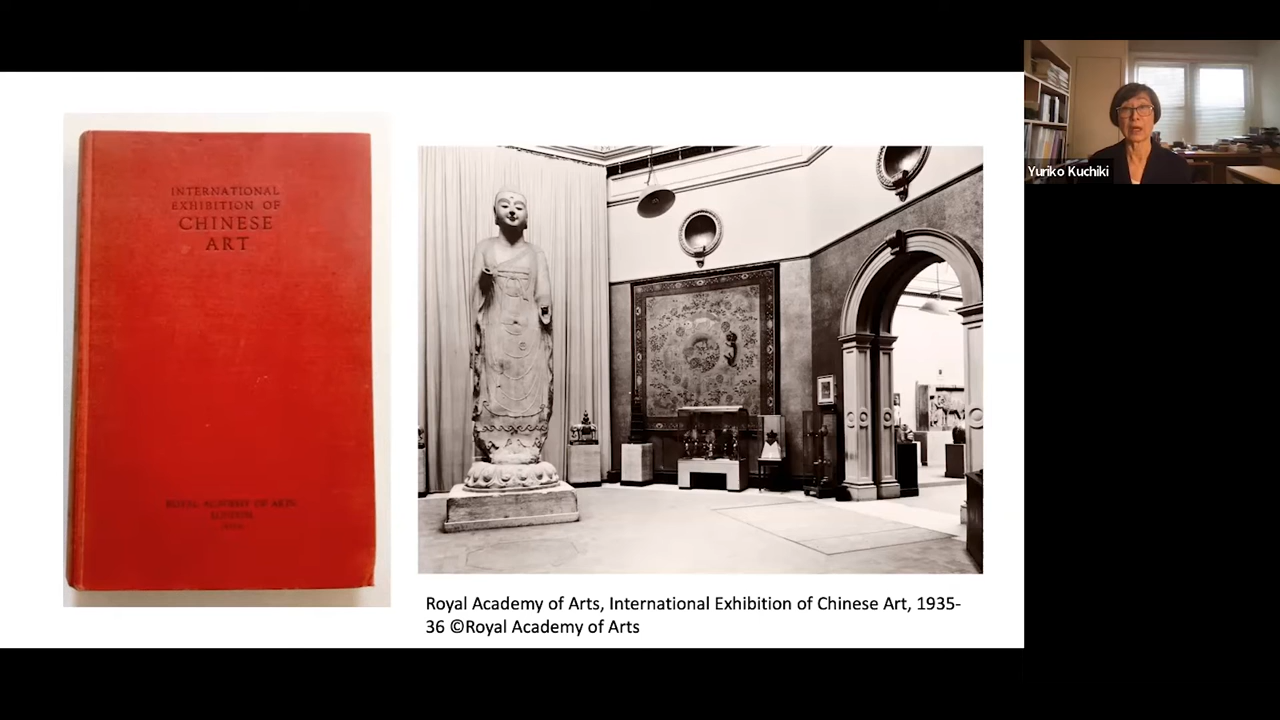 INTERNATIONAL
EXHIBITION OF
CHINESE
ART
ROYAL ACADEMY OF ARTS
LONDON
Royal Academy of Arts, International Exhibition of Chinese Art, 1935-
36 ©Royal Academy of Arts
Yuriko Kuchiki